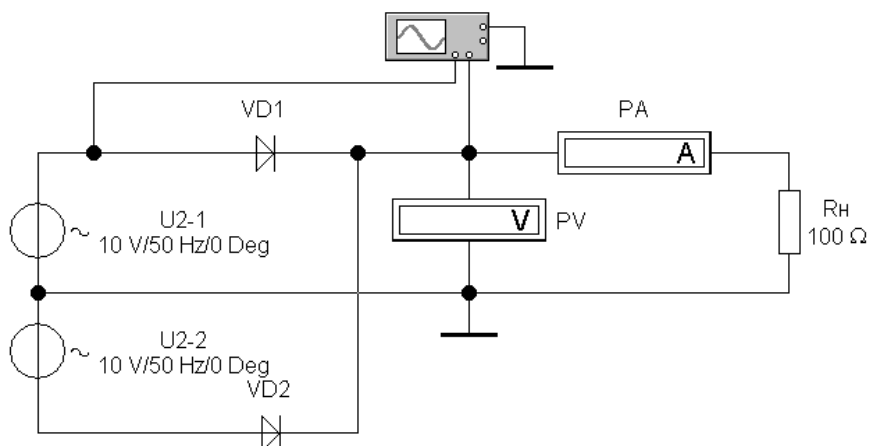 VD1
PA
A
U2-1
10 V/50 Hz/0 Deg
V
PV
Rн
100 Ω
U2-2
10 V/50 Hz/0 Deg
VD2